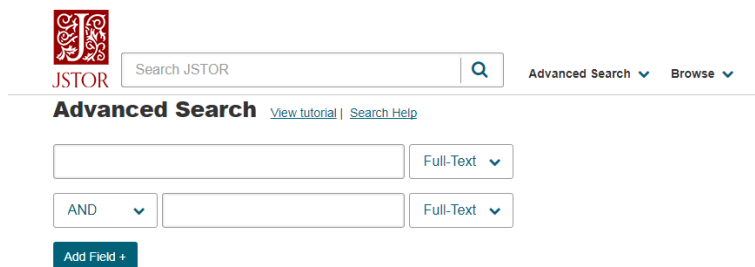 JSTOR
Search JSTOR
Advanced Search Browse
Advanced Search View tutorial | Search Help
Full-Text
AND Full-Text
Add Field +